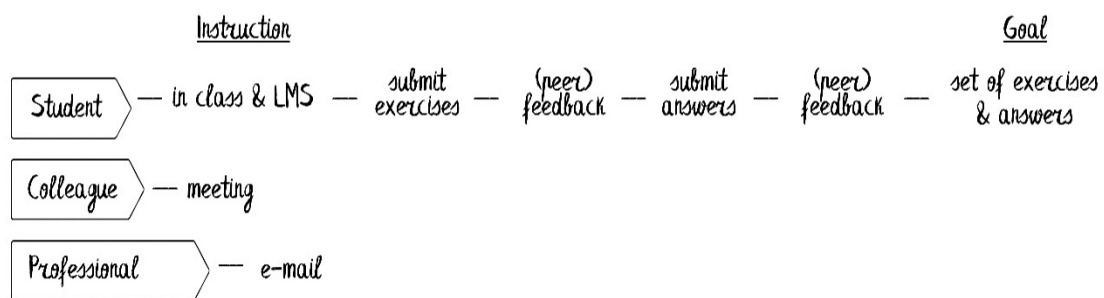 Instruction Goal
Student — in class & LMS — submit exercises — (peer) feedback — submit answers — (peer) feedback — set of exercises & answers
Colleague — meeting
Professional — e-mail